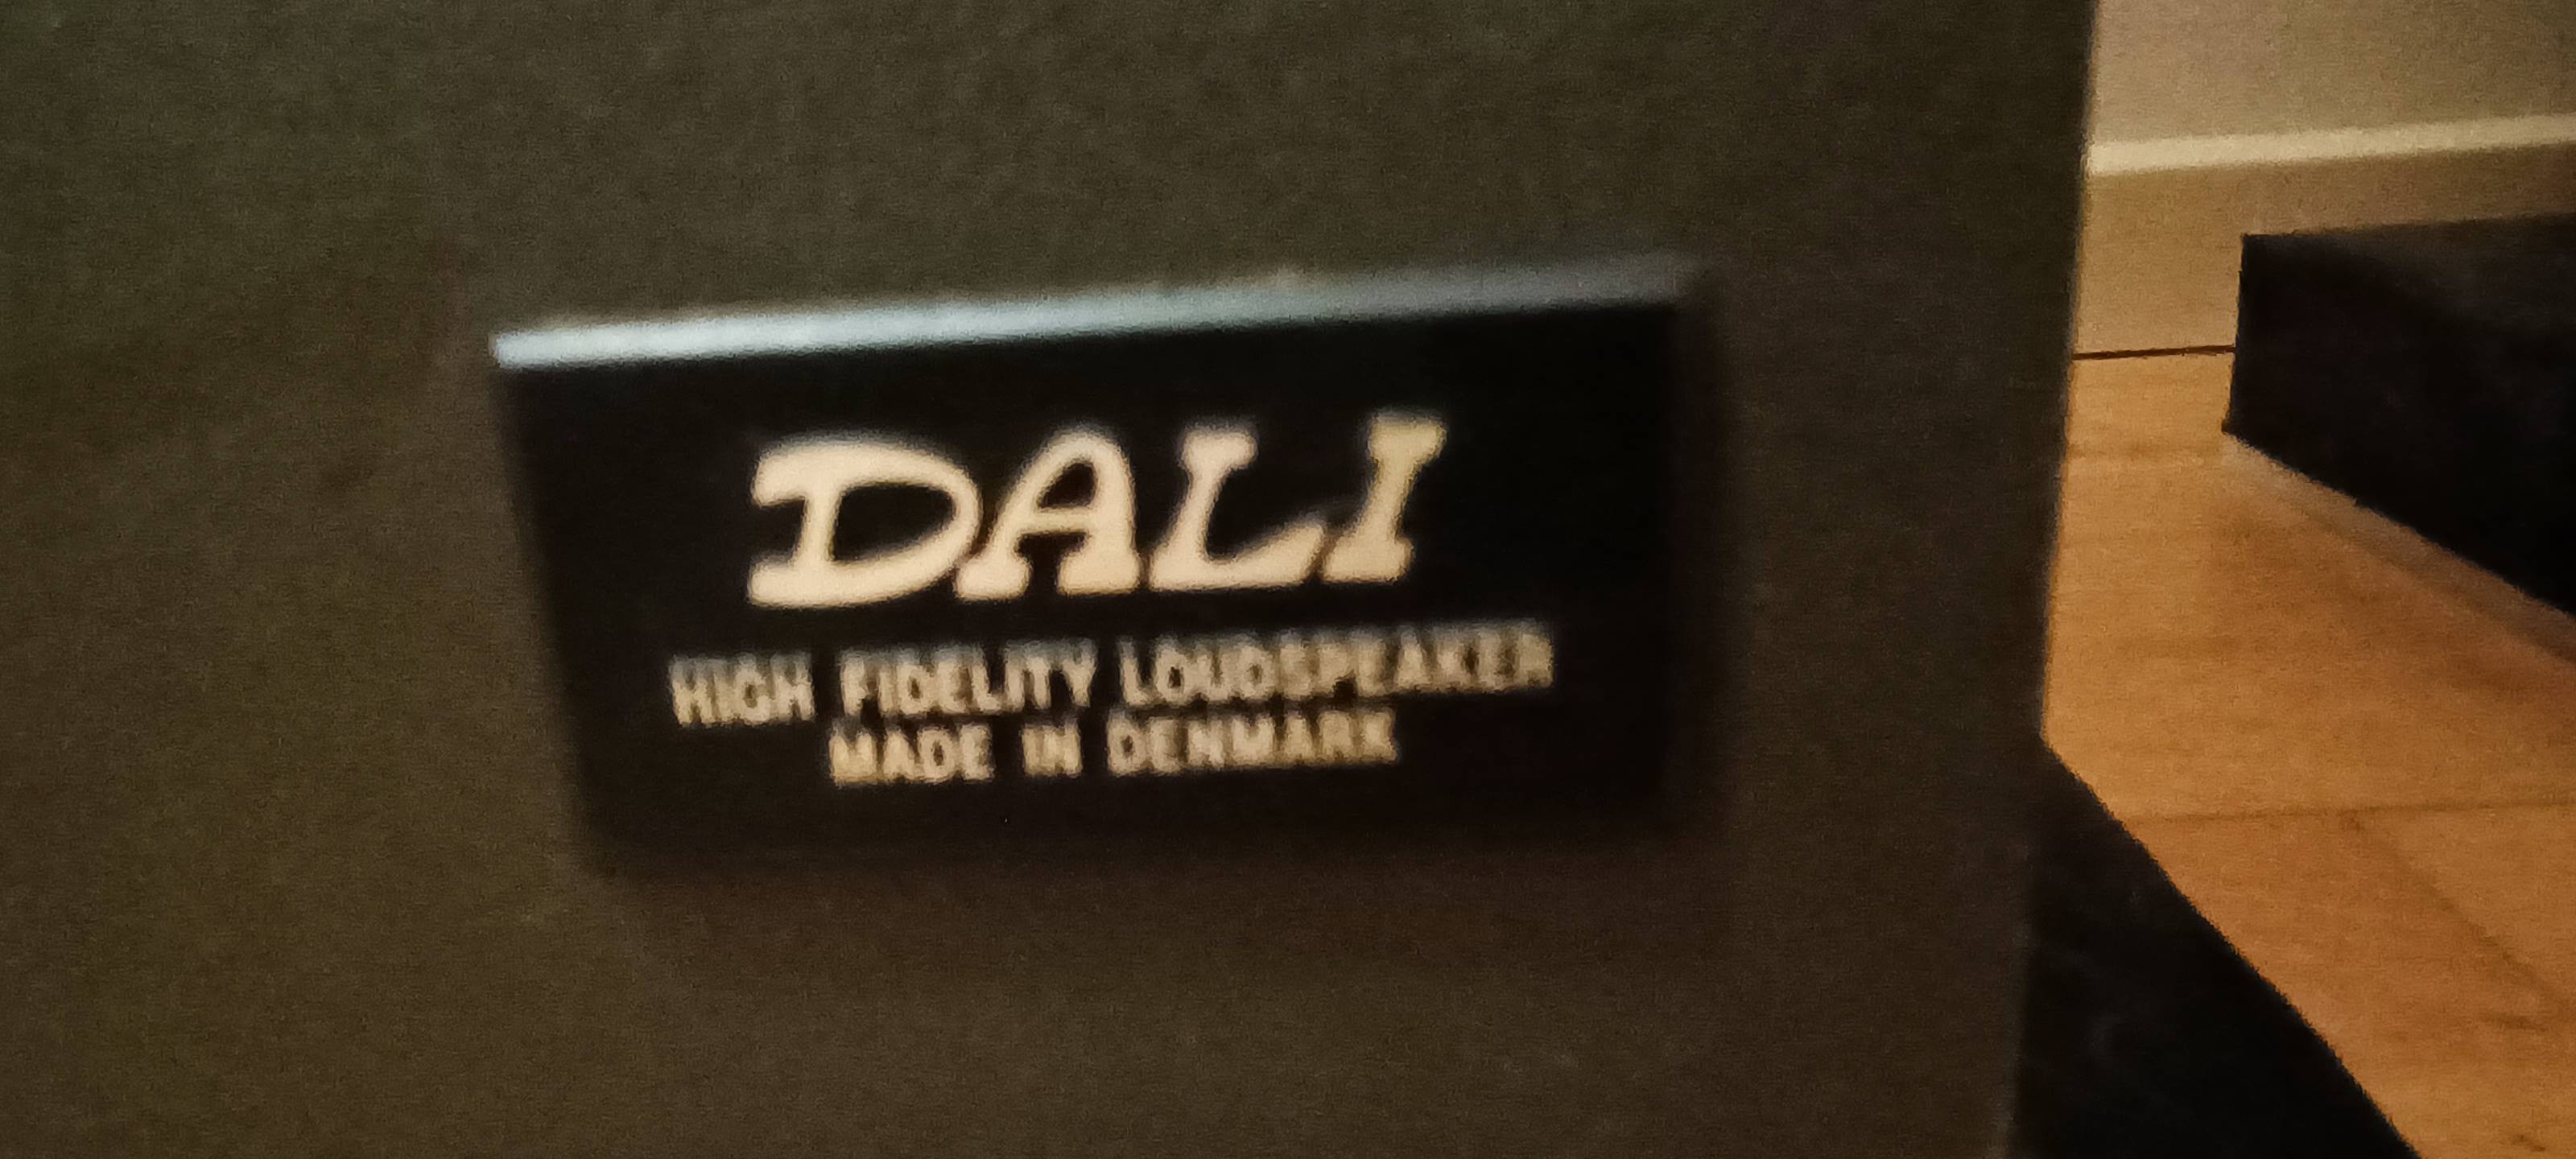 DALI
HIGH FIDELITY LOUDSPEAKER
MADE IN DENMARK